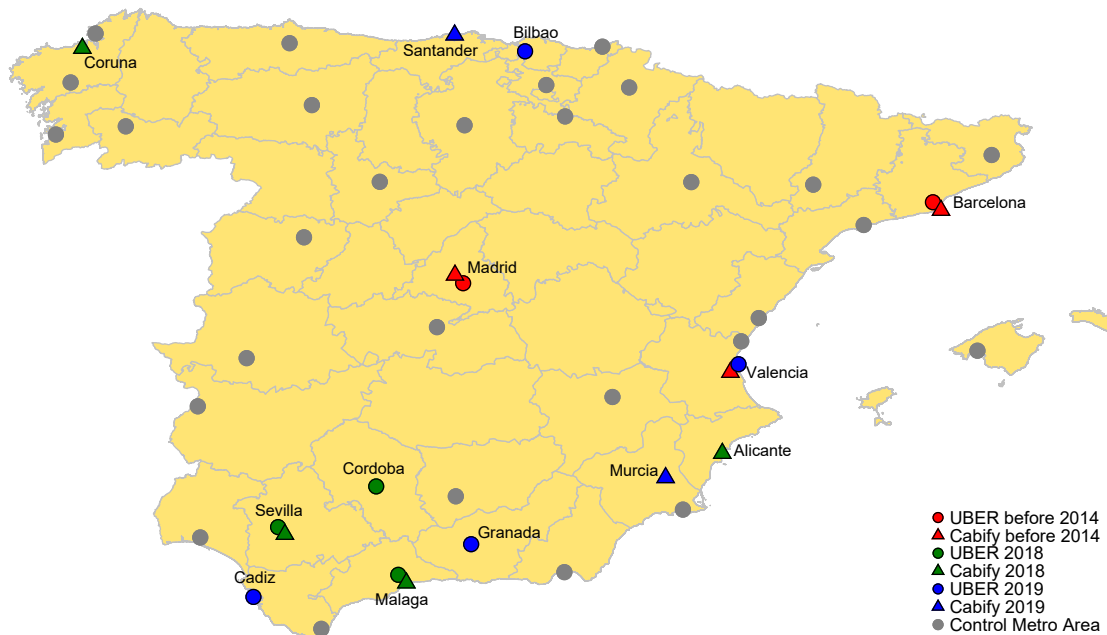 Bilbao
Santander
Coruna
Barcelona
Madrid
Valencia
Alicante
Murcia
Cordoba
Sevilla
Granada
Cadiz
Malaga
UBER before 2014
Cabify before 2014
UBER 2018
Cabify 2018
UBER 2019
Cabify 2019
Control Metro Area